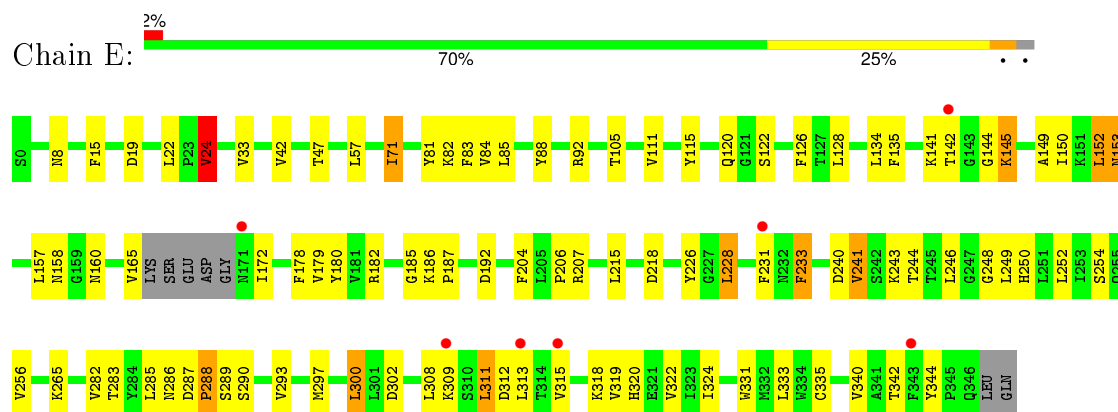 2%
Chain E:
70% 25% • •
S0 N8 F15 D19 L22 P23 V24 V33 V42 T47 L57 I71 Y81 K82 F83 V84 L85 Y88 R92 T105 V111 Y115 Q120 G121 S122 F126 T127 L128 L134 F135 K141 T142 G143 G144 K145 A149 I150 K151 L152 N153
L157 N158 G159 N160 V165 LYS SER GLU ASP GLY N171 I172 F178 V179 Y180 V181 R182 G185 K186 P187 D192 F204 L205 P206 R207 L215 D218 Y226 G227 L228 F231 N232 F233 D240 V241 S242 K243 T244 T245 L246 G247 G248 L249 H250 L251 L252 I253 S254 Q255
V256 K265 V282 T283 Y284 L285 N286 D287 P288 S289 S290 V293 M297 L300 L301 D302 L308 K309 S310 L311 D312 L313 T314 V315 K318 V319 H320 E321 V322 I323 I324 W331 M332 L333 W334 C335 V340 A341 T342 F343 Y344 P345 Q346 LEU GLN